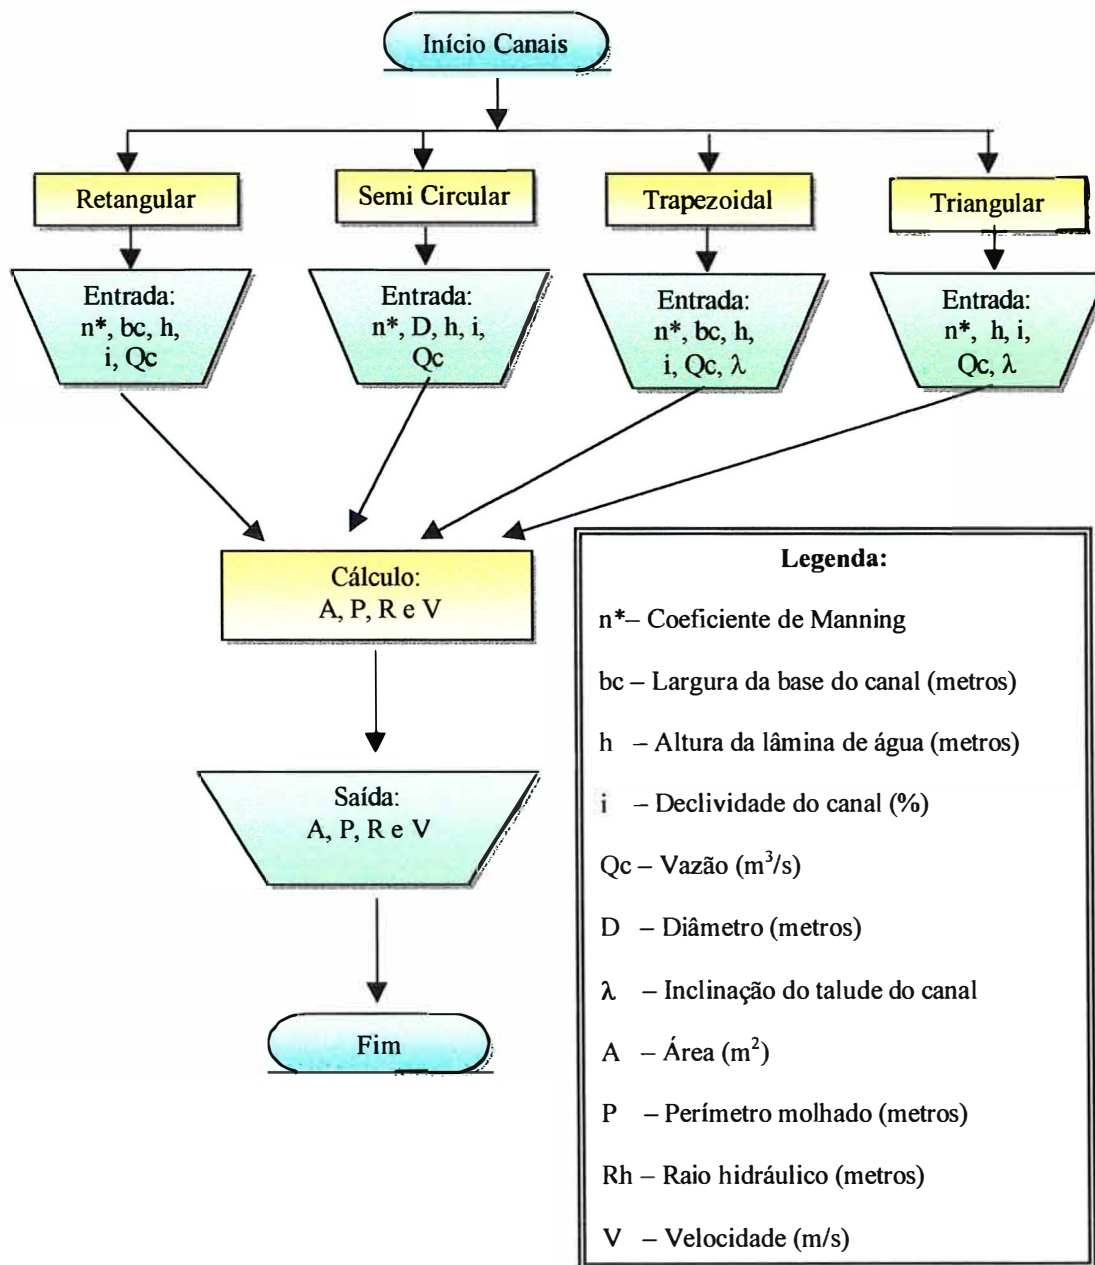 Início Canais
Retangular
Semi Circular
Trapezoidal
Triangular
Entrada:
n*, bc, h,
i, Qc
Entrada:
n*, D, h, i,
Qc
Entrada:
n*, bc, h,
i, Qc, λ
Entrada:
n*, h, i,
Qc, λ
Cálculo:
A, P, R e V
Saída:
A, P, R e V
Fim
Legenda:
n*– Coeficiente de Manning
bc – Largura da base do canal (metros)
h – Altura da lâmina de água (metros)
i – Declividade do canal (%)
Qc – Vazão (m³/s)
D – Diâmetro (metros)
λ – Inclinação do talude do canal
A – Área (m²)
P – Perímetro molhado (metros)
Rh – Raio hidráulico (metros)
V – Velocidade (m/s)